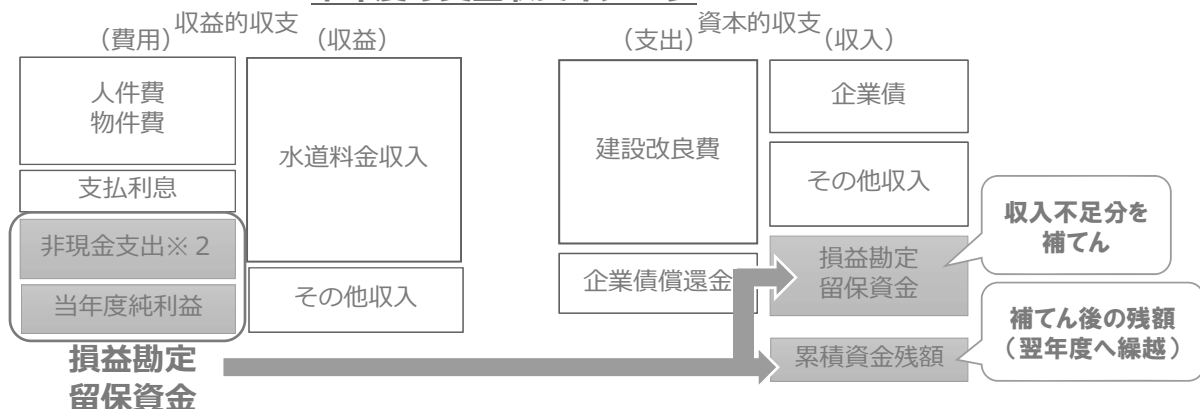 収益的収支
資本的収支
（費用）
（収益）
（支出）
（収入）
人件費
物件費
支払利息
非現金支出※２
当年度純利益
水道料金収入
その他収入
建設改良費
企業債償還金
企業債
その他収入
損益勘定
留保資金
累積資金残額
収入不足分を
補てん
補てん後の残額
（翌年度へ繰越）
損益勘定
留保資金